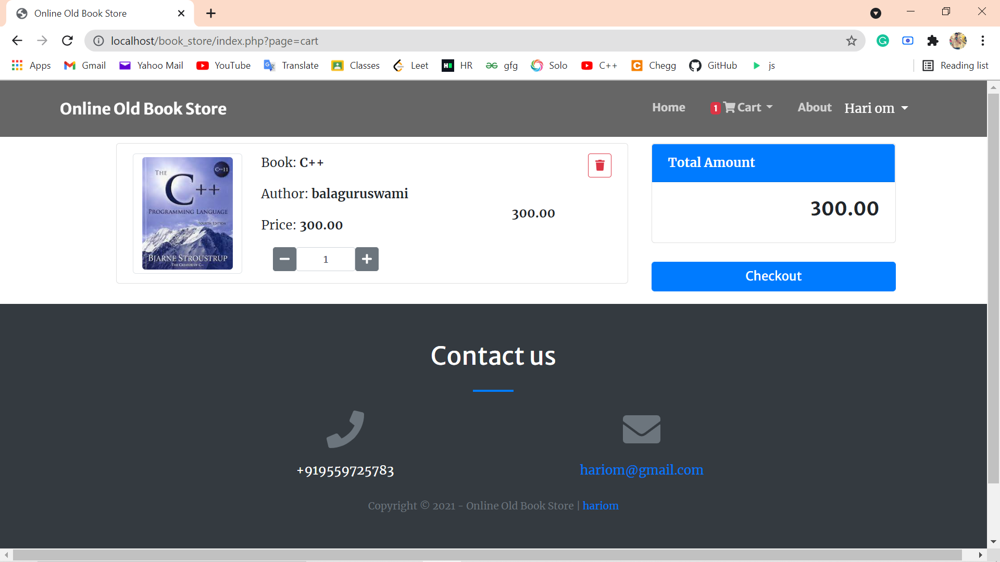 Online Old Book Store
localhost/book_store/index.php?page=cart
Apps Gmail Yahoo Mail YouTube Translate Classes Leet HR gfg Solo C++ Chegg GitHub js Reading list
Online Old Book Store
Home 1 Cart About Hari om
THE
C++11
C++
PROGRAMMING LANGUAGE
FOURTH EDITION
BJARNE STROUSTRUP
THE CREATOR OF C++
Book: C++
Author: balaguruswami
Price: 300.00
1
300.00
Total Amount
300.00
Checkout
Contact us
+919559725783
hariom@gmail.com
Copyright © 2021 - Online Old Book Store | hariom